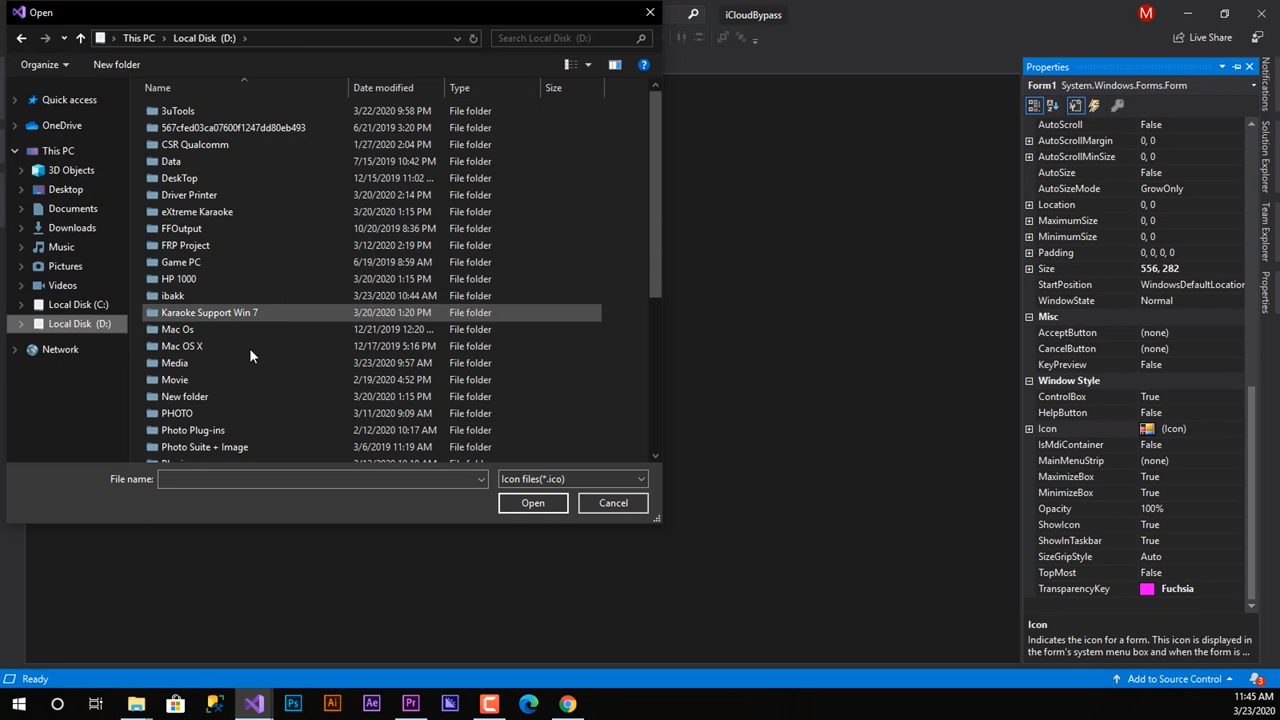 Open
iCloudBypass
M
This PC
Local Disk (D:)
Search Local Disk (D:)
Live Share
Organize
New folder
?
Properties
Form1 System.Windows.Forms.Form
Name
Date modified
Type
Size
Quick access
OneDrive
This PC
3D Objects
Desktop
Documents
Downloads
Music
Pictures
Videos
Local Disk (C:)
Local Disk (D:)
Network
3uTools 3/22/2020 9:58 PM File folder
567cfed03ca07600f1247dd80eb493 6/21/2019 3:20 PM File folder
CSR Qualcomm 1/27/2020 2:04 PM File folder
Data 7/15/2019 10:42 PM File folder
DeskTop 12/15/2019 11:02 ... File folder
Driver Printer 3/20/2020 2:14 PM File folder
eXtreme Karaoke 3/20/2020 1:15 PM File folder
FFOutput 10/20/2019 8:36 PM File folder
FRP Project 3/12/2020 2:19 PM File folder
Game PC 6/19/2019 8:59 AM File folder
HP 1000 3/20/2020 1:15 PM File folder
ibakk 3/23/2020 10:44 AM File folder
Karaoke Support Win 7 3/20/2020 1:20 PM File folder
Mac Os 12/21/2019 12:20 ... File folder
Mac OS X 12/17/2019 5:16 PM File folder
Media 3/23/2020 9:57 AM File folder
Movie 2/19/2020 4:52 PM File folder
New folder 3/20/2020 1:15 PM File folder
PHOTO 3/11/2020 9:09 AM File folder
Photo Plug-ins 2/12/2020 10:17 AM File folder
Photo Suite + Image 3/6/2019 11:19 AM File folder
File name:
Icon files(*.ico)
Open
Cancel
AutoScroll False
AutoScrollMargin 0, 0
AutoScrollMinSize 0, 0
AutoSize False
AutoSizeMode GrowOnly
Location 0, 0
MaximumSize 0, 0
MinimumSize 0, 0
Padding 0, 0, 0, 0
Size 556, 282
StartPosition WindowsDefaultLocation
WindowState Normal
Misc
AcceptButton (none)
CancelButton (none)
KeyPreview False
Window Style
ControlBox True
HelpButton False
Icon (Icon)
IsMdiContainer False
MainMenuStrip (none)
MaximizeBox True
MinimizeBox True
Opacity 100%
ShowIcon True
ShowInTaskbar True
SizeGripStyle Auto
TopMost False
TransparencyKey Fuchsia
Icon
Indicates the icon for a form. This icon is displayed in
the form's system menu box and when the form is ...
Notifications
Solution Explorer
Team Explorer
Properties
Ready
Add to Source Control
3
Ps
Ai
Ae
Pr
11:45 AM
3/23/2020